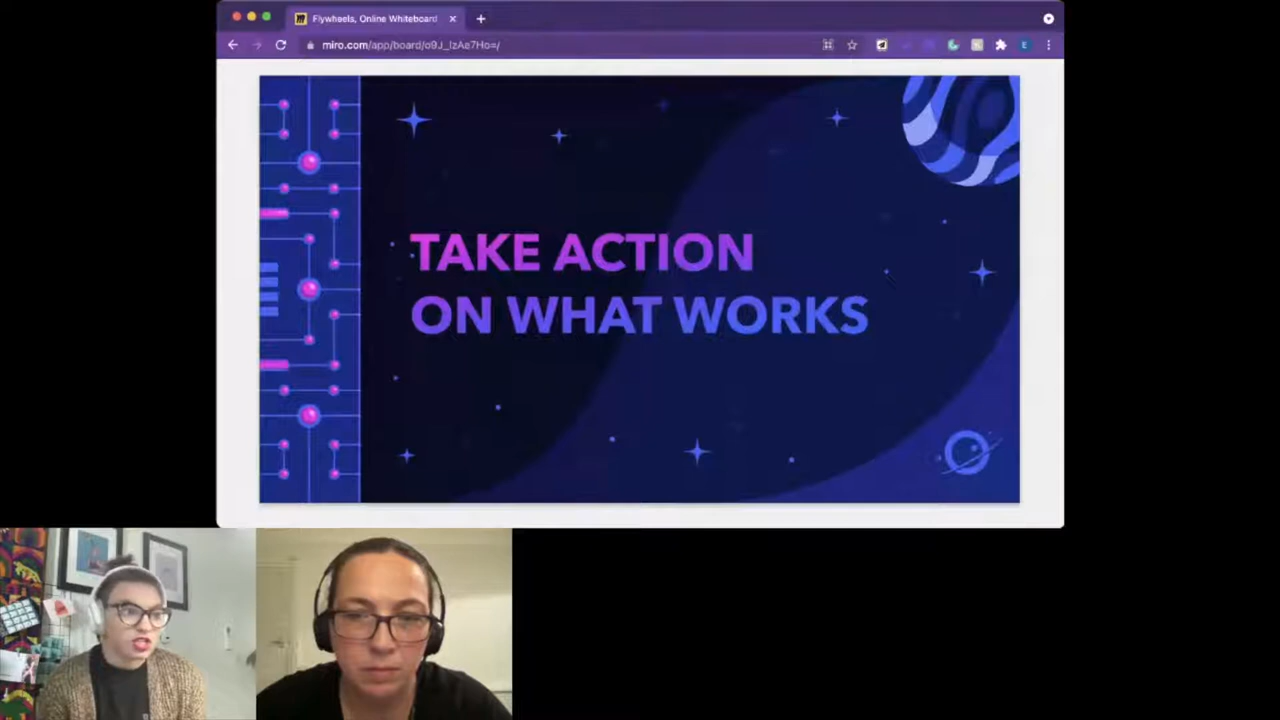 Flywheels, Online Whiteboard
miro.com/app/board/o9J_lzAe7Ho=/
TAKE ACTION
ON WHAT WORKS